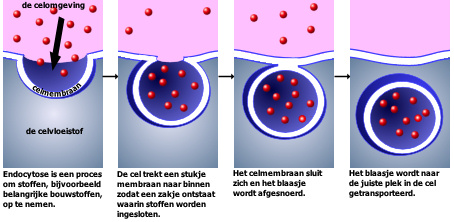 de celomgeving
celmembraan
de celvloeistof
Endocytose is een proces
om stoffen, bijvoorbeeld
belangrijke bouwstoffen,
op te nemen.
De cel trekt een stukje
membraan naar binnen
zodat een zakje ontstaat
waarin stoffen worden
ingesloten.
Het celmembraan sluit
zich en het blaasje
wordt afgesnoerd.
Het blaasje wordt naar
de juiste plek in de cel
getransporteerd.